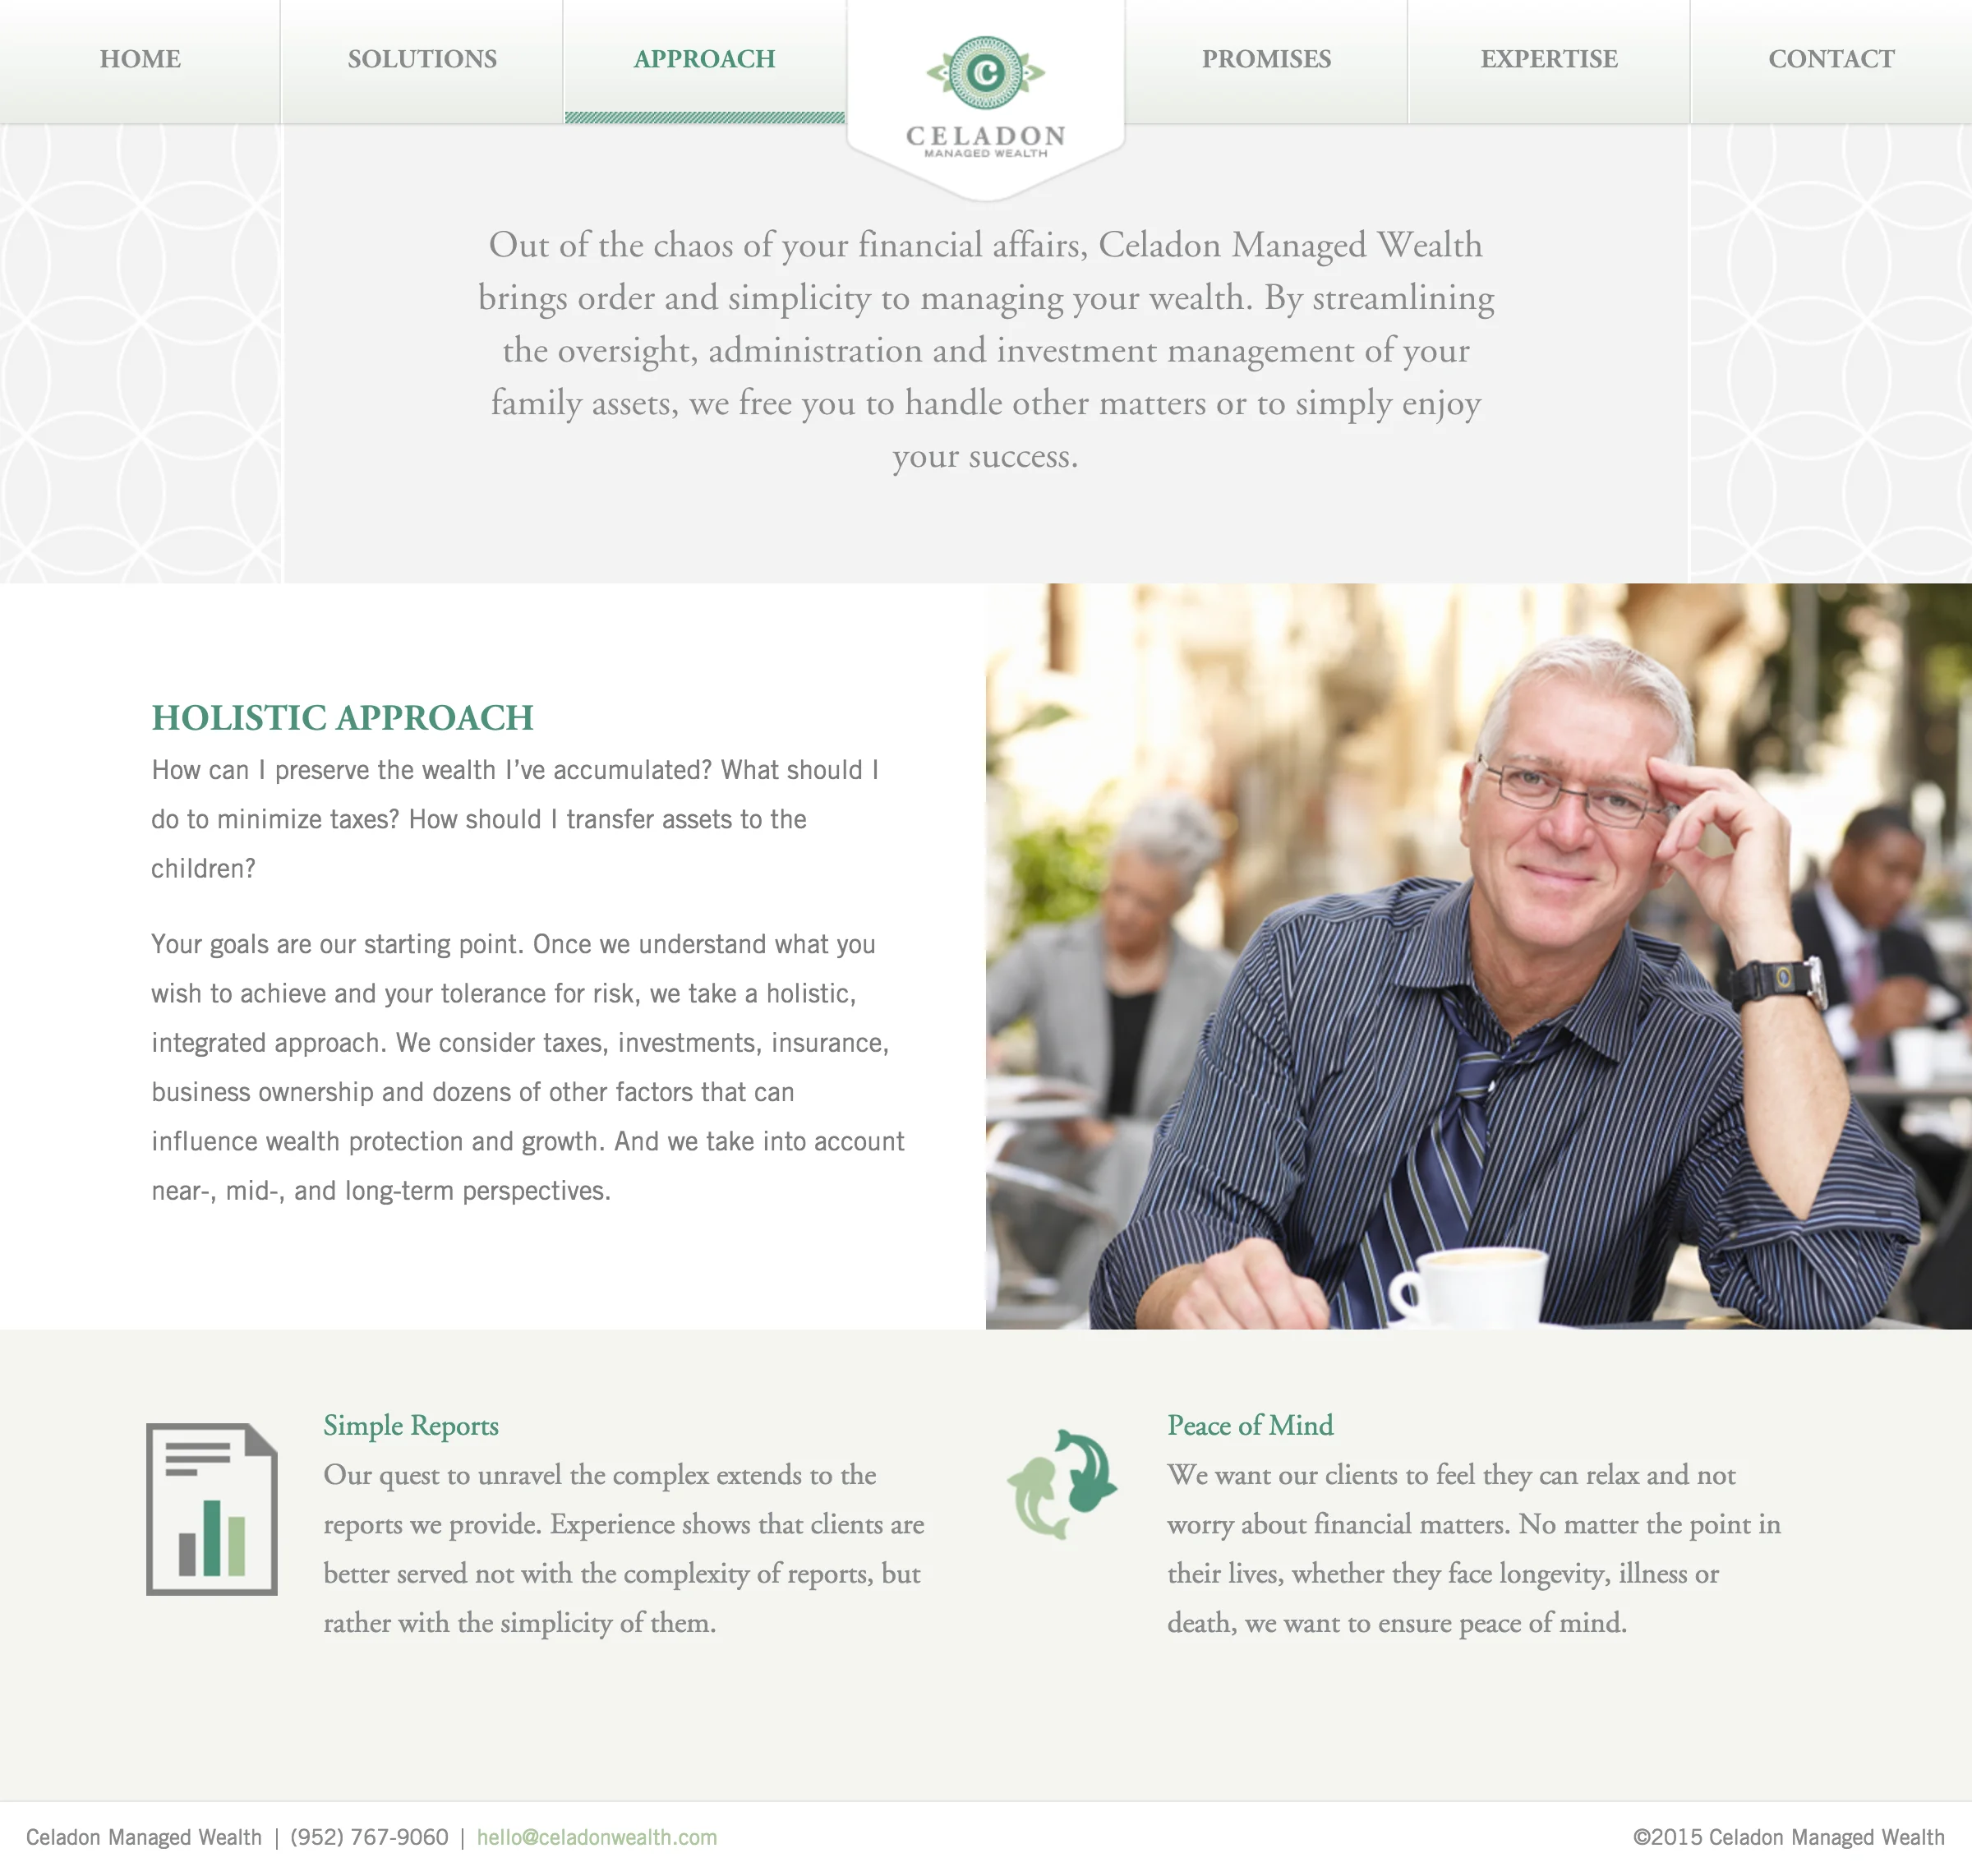 HOME
SOLUTIONS
APPROACH
C
CELADON
MANAGED WEALTH
PROMISES
EXPERTISE
CONTACT
Out of the chaos of your financial affairs, Celadon Managed Wealth
brings order and simplicity to managing your wealth. By streamlining
the oversight, administration and investment management of your
family assets, we free you to handle other matters or to simply enjoy
your success.
HOLISTIC APPROACH
How can I preserve the wealth I’ve accumulated? What should I
do to minimize taxes? How should I transfer assets to the
children?
Your goals are our starting point. Once we understand what you
wish to achieve and your tolerance for risk, we take a holistic,
integrated approach. We consider taxes, investments, insurance,
business ownership and dozens of other factors that can
influence wealth protection and growth. And we take into account
near-, mid-, and long-term perspectives.
Simple Reports
Our quest to unravel the complex extends to the
reports we provide. Experience shows that clients are
better served not with the complexity of reports, but
rather with the simplicity of them.
Peace of Mind
We want our clients to feel they can relax and not
worry about financial matters. No matter the point in
their lives, whether they face longevity, illness or
death, we want to ensure peace of mind.
Celadon Managed Wealth | (952) 767-9060 | hello@celadonwealth.com
©2015 Celadon Managed Wealth